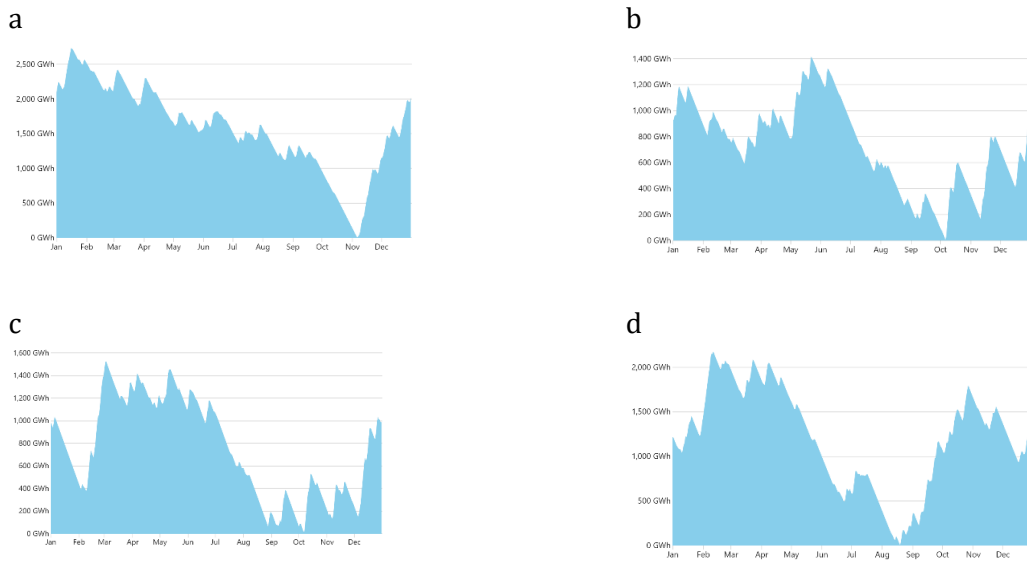 a
2,500 GWh
2,000 GWh
1,500 GWh
1,000 GWh
500 GWh
0 GWh
Jan Feb Mar Apr May Jun Jul Aug Sep Oct Nov Dec
b
1,400 GWh
1,200 GWh
1,000 GWh
800 GWh
600 GWh
400 GWh
200 GWh
0 GWh
Jan Feb Mar Apr May Jun Jul Aug Sep Oct Nov Dec
c
1,600 GWh
1,400 GWh
1,200 GWh
1,000 GWh
800 GWh
600 GWh
400 GWh
200 GWh
0 GWh
Jan Feb Mar Apr May Jun Jul Aug Sep Oct Nov Dec
d
2,000 GWh
1,500 GWh
1,000 GWh
500 GWh
0 GWh
Jan Feb Mar Apr May Jun Jul Aug Sep Oct Nov Dec